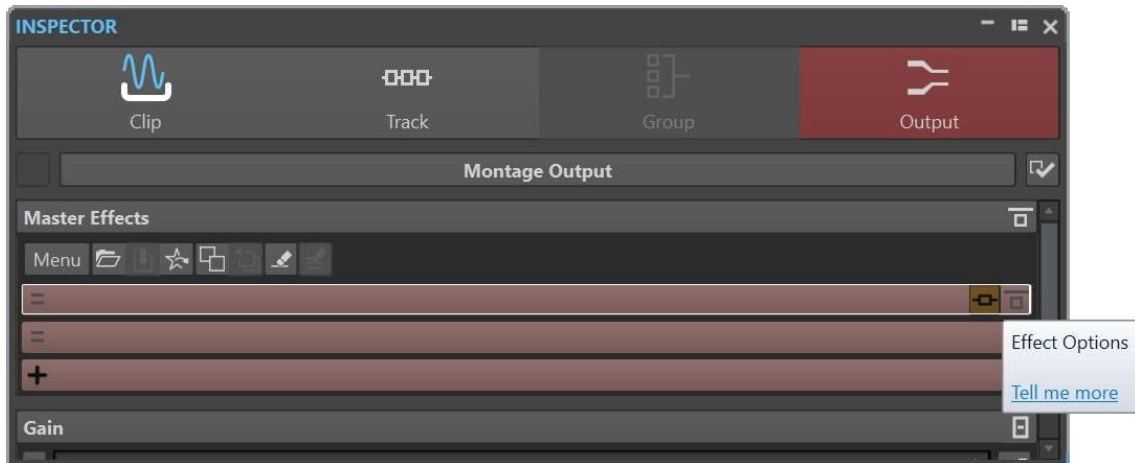 INSPECTOR
Clip
Track
Group
Output
Montage Output
Master Effects
Menu
Effect Options
Tell me more
Gain